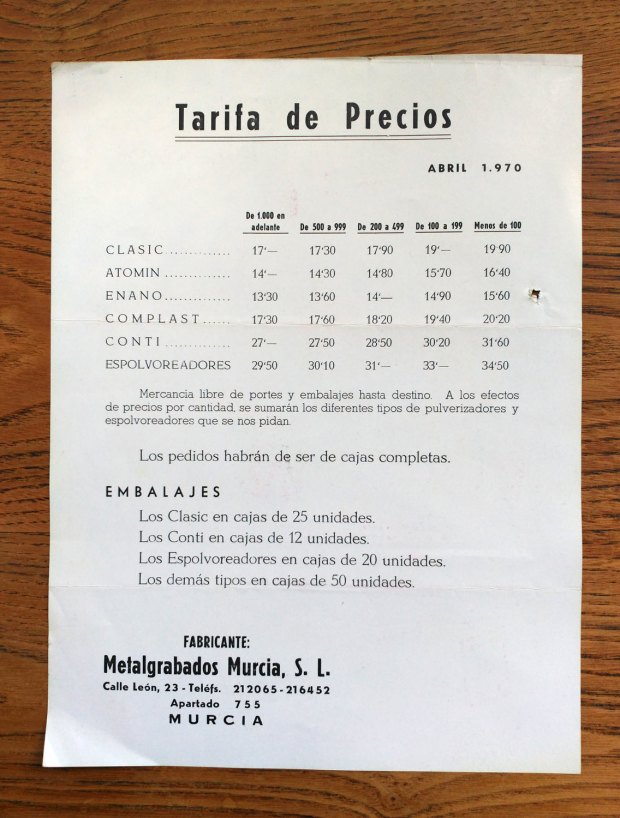 Tarifa de Precios
ABRIL 1.970
De 1.000 en adelante De 500 a 999 De 200 a 499 De 100 a 199 Menos de 100
CLASIC ............. 17'— 17'30 17'90 19'— 19'90
ATOMIN ............. 14'— 14'30 14'80 15'70 16'40
ENANO ............. 13'30 13'60 14'— 14'90 15'60
COMPLAST ...... 17'30 17'60 18'20 19'40 20'20
CONTI ............. 27'— 27'50 28'50 30'20 31'60
ESPOLVOREADORES 29'50 30'10 31'— 33'— 34'50
Mercancia libre de portes y embalajes hasta destino. A los efectos
de precios por cantidad, se sumarán los diferentes tipos de pulverizadores y
espolvoreadores que se nos pidan.
Los pedidos habrán de ser de cajas completas.
EMBALAJES
Los Clasic en cajas de 25 unidades.
Los Conti en cajas de 12 unidades.
Los Espolvoreadores en cajas de 20 unidades.
Los demás tipos en cajas de 50 unidades.
FABRICANTE:
Metalgrabados Murcia, S. L.
Calle León, 23 - Teléfs. 212065-216452
Apartado 755
MURCIA